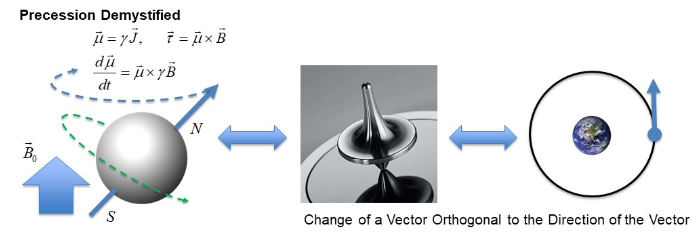 Precession Demystified
μ⃗ = γJ⃗,   τ⃗ = μ⃗ × B⃗
dμ⃗/dt = μ⃗ × γB⃗
N
B⃗₀
S
Change of a Vector Orthogonal to the Direction of the Vector